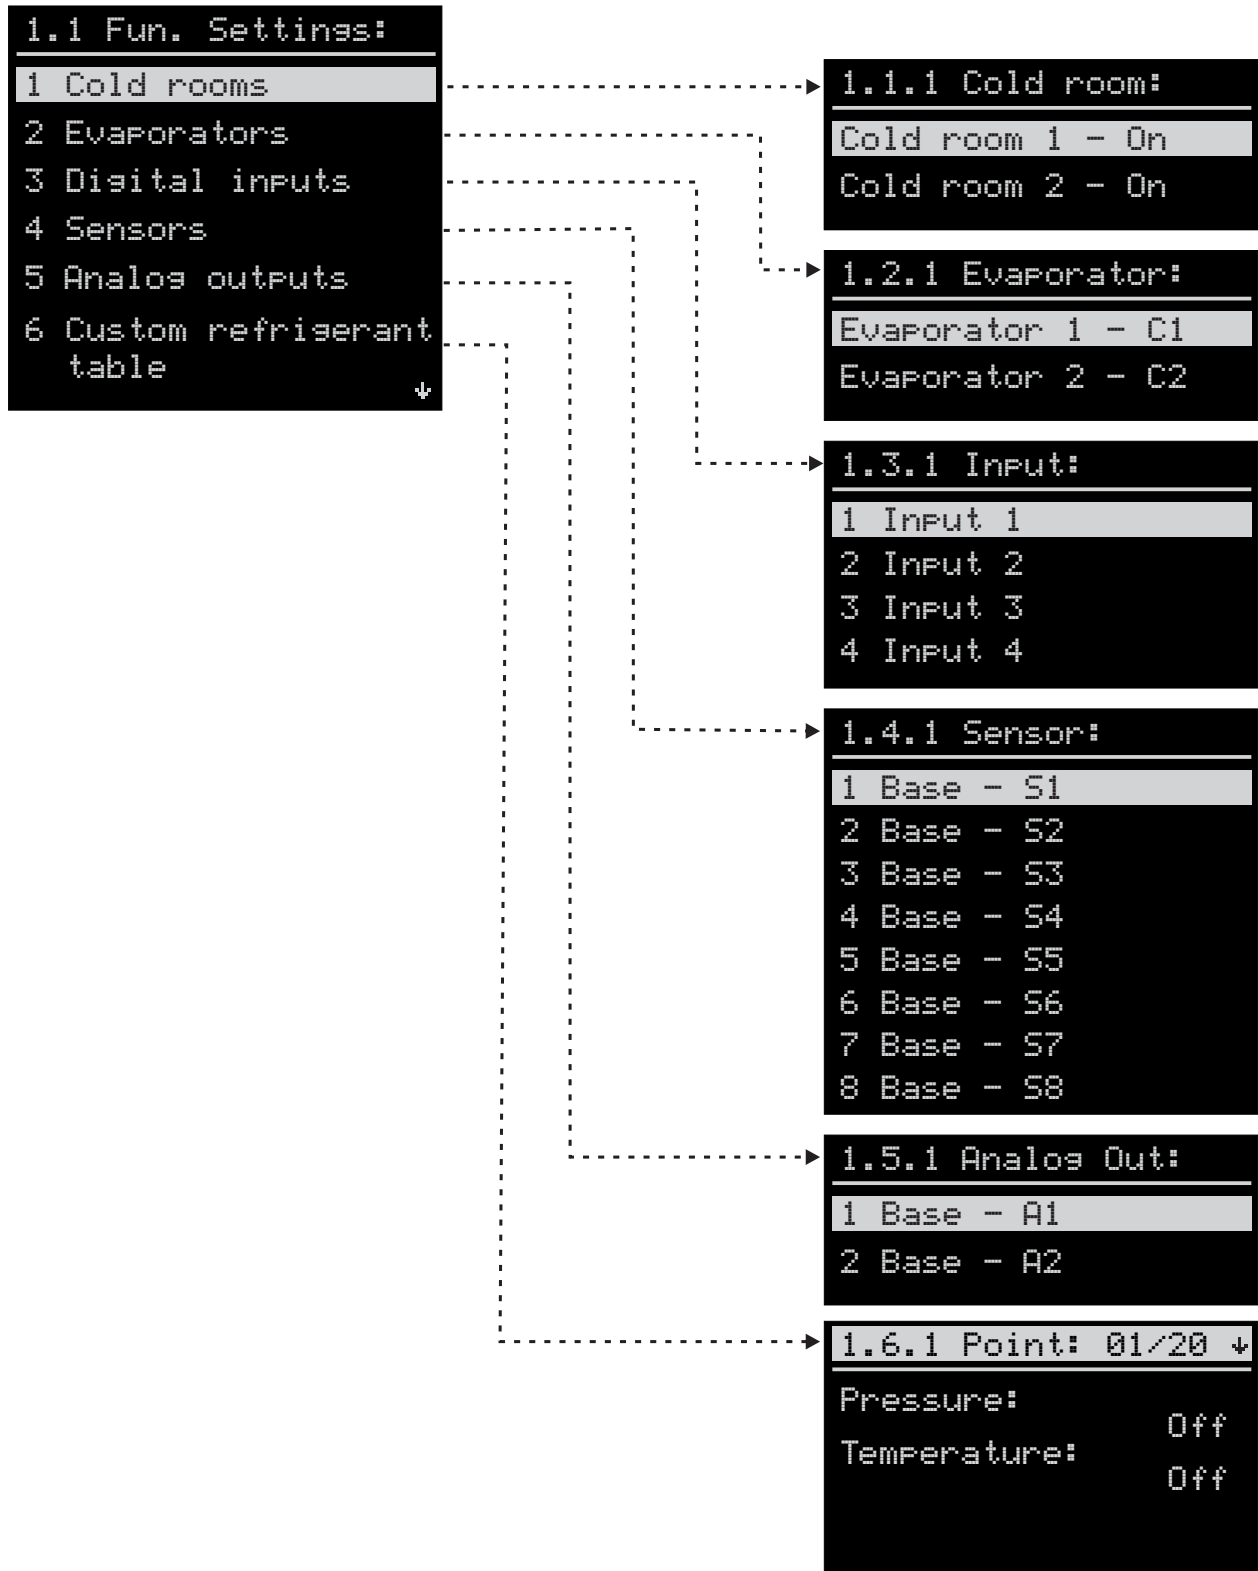 1.1 Fun. Settings:
1 Cold rooms
2 Evaporators
3 Digital inputs
4 Sensors
5 Analog outputs
6 Custom refrigerant
table
1.1.1 Cold room:
Cold room 1 - On
Cold room 2 - On
1.2.1 Evaporator:
Evaporator 1 - C1
Evaporator 2 - C2
1.3.1 Input:
1 Input 1
2 Input 2
3 Input 3
4 Input 4
1.4.1 Sensor:
1 Base - S1
2 Base - S2
3 Base - S3
4 Base - S4
5 Base - S5
6 Base - S6
7 Base - S7
8 Base - S8
1.5.1 Analog Out:
1 Base - A1
2 Base - A2
1.6.1 Point: 01/20
Pressure:
Off
Temperature:
Off